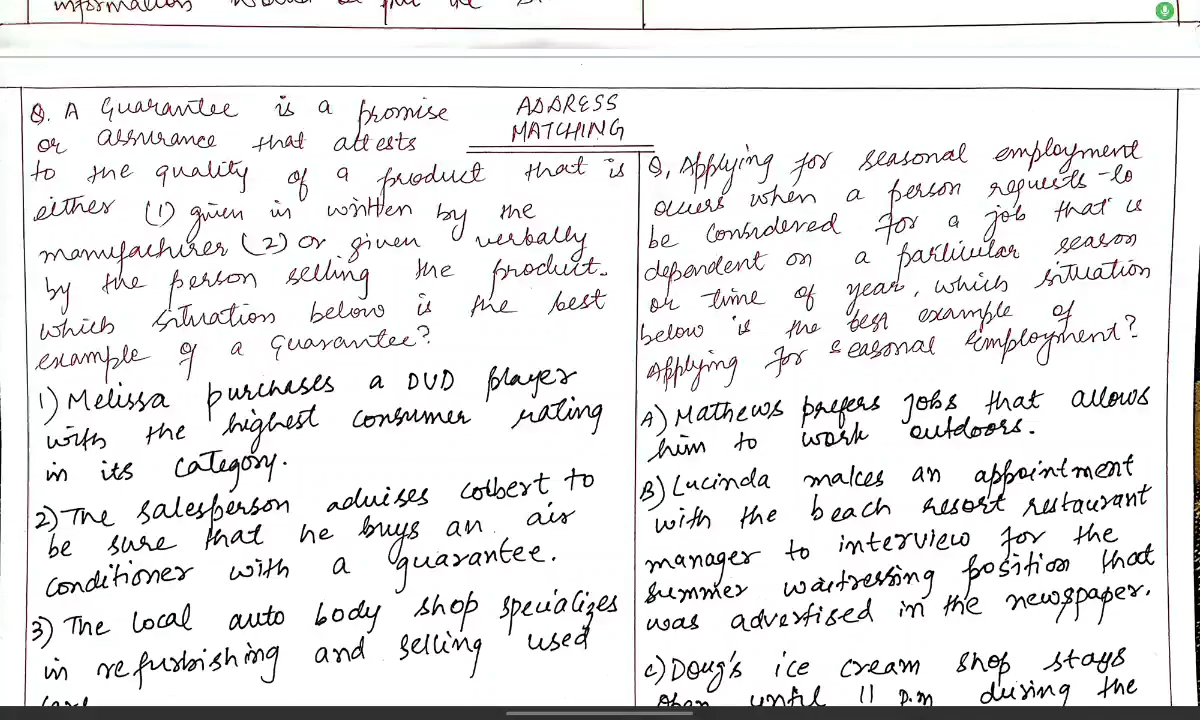 information
ADDRESS
MATCHING
Q. A Guarantee is a promise
or assurance that attests
to the quality of a product that is
either (1) given in written by the
manufacturer (2) or given verbally
by the person selling the product.
which situation below is the best
example of a Guarantee?
1) Melissa purchases a DVD player
with the highest consumer rating
in its category.
2) The salesperson advises colbert to
be sure that he buys an air
conditioner with a guarantee.
3) The local auto body shop specializes
in refurbishing and selling used
Q. Applying for seasonal employment
occurs when a person requests to
be considered for a job that is
dependent on a particular season
or time of year, which situation
below is the best example of
Applying for seasonal employment?
A) Mathews prefers jobs that allows
him to work outdoors.
B) Lucinda makes an appointment
with the beach resort restaurant
manager to interview for the
summer waitressing position that
was advertised in the newspaper.
C) Doug's ice cream shop stays
open until 11 p.m during the